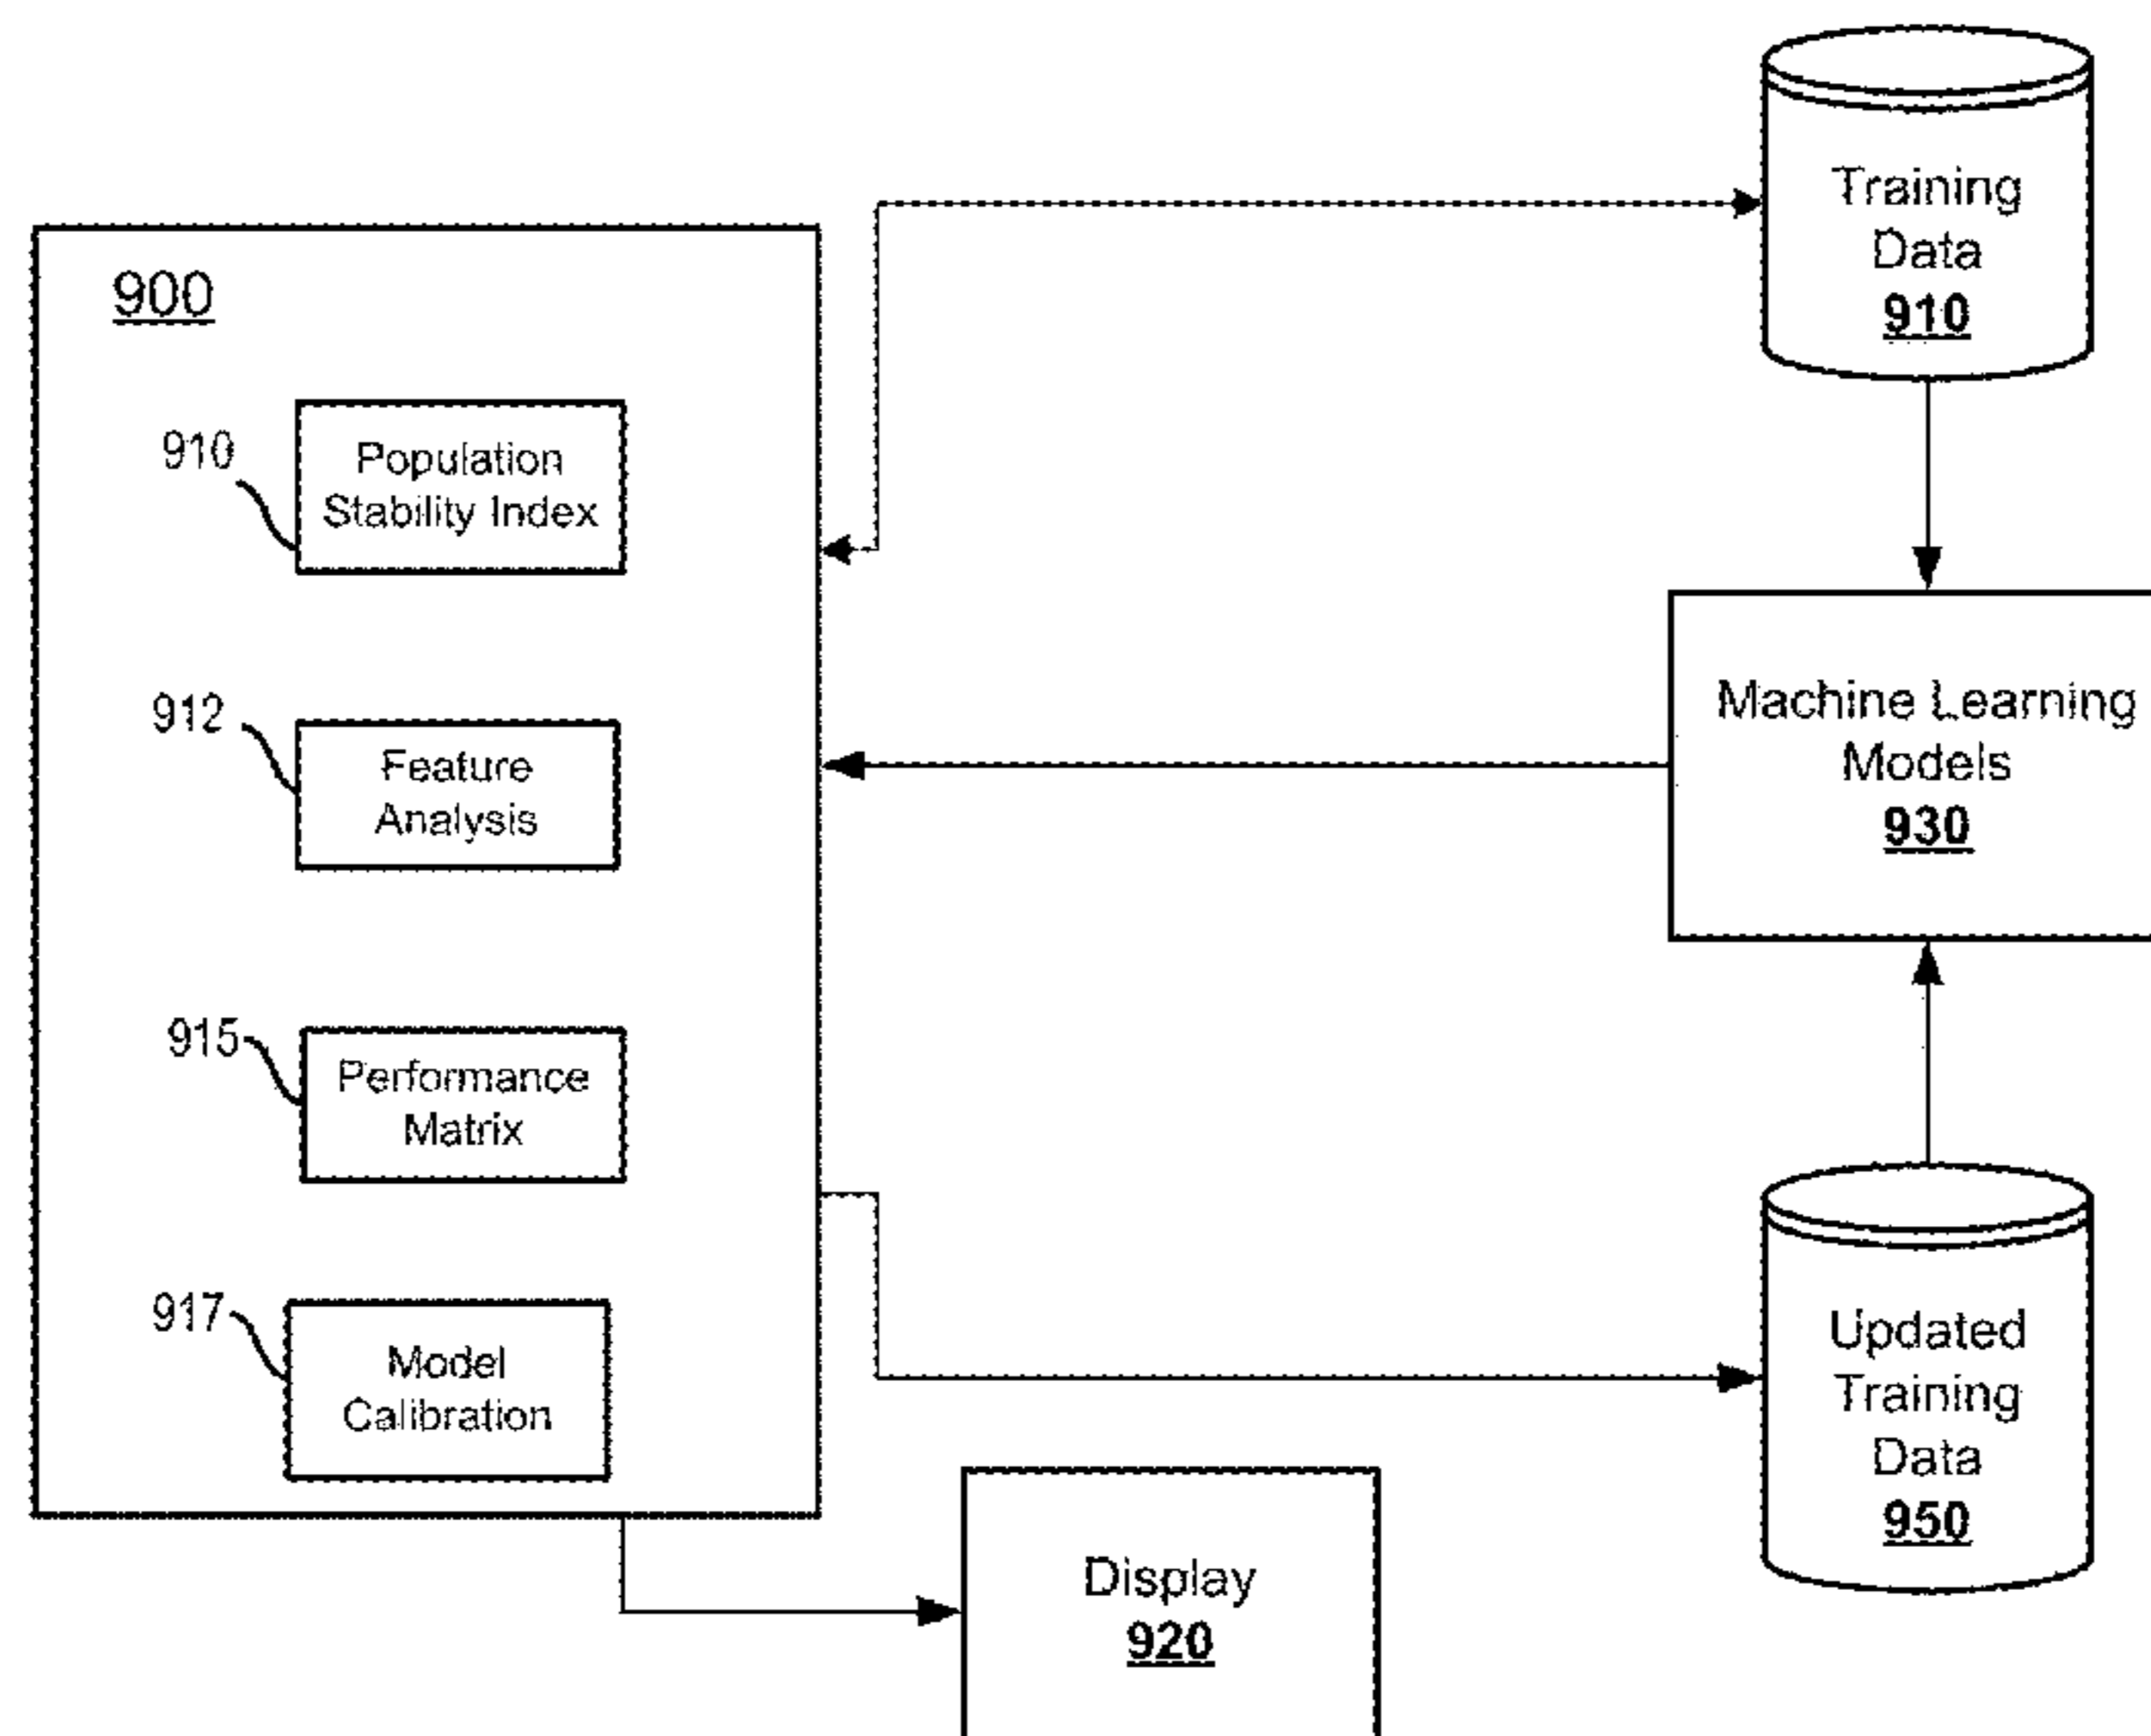 900
910
Population
Stability Index
912
Feature
Analysis
915
Performance
Matrix
917
Model
Calibration
Training
Data
910
Machine Learning
Models
930
Updated
Training
Data
950
Display
920